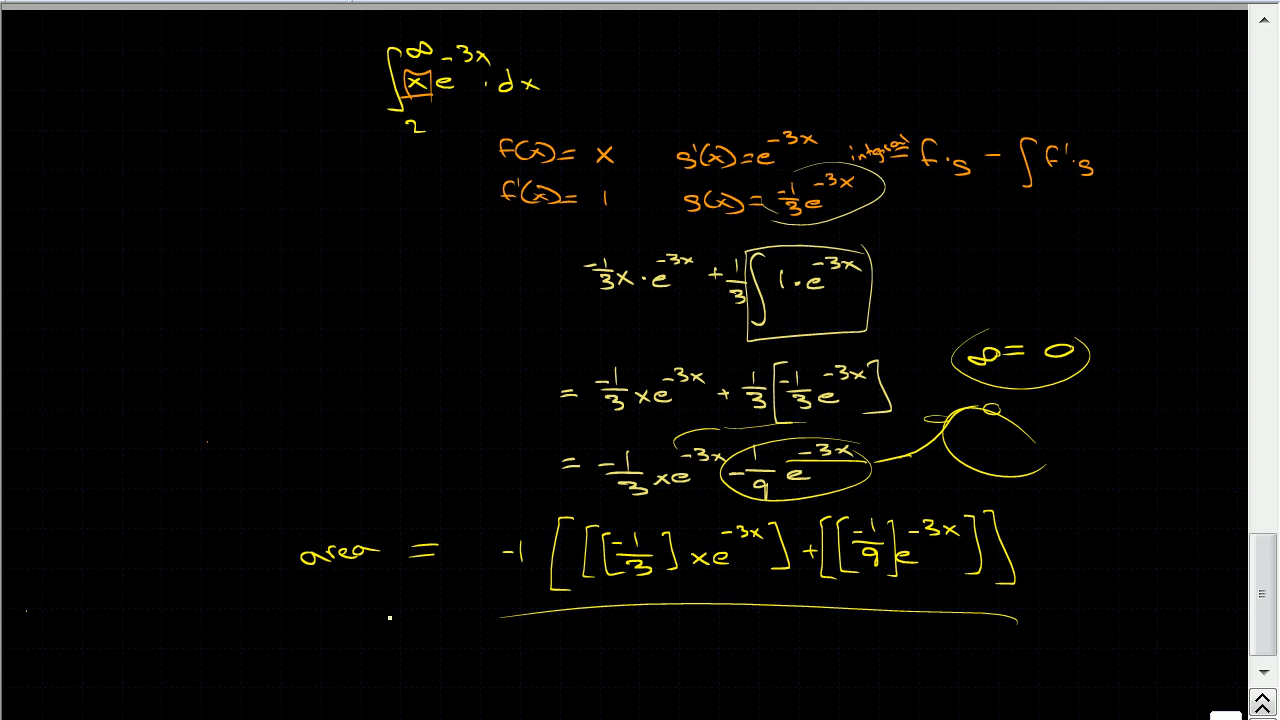 ∫₂^∞ x e^{-3x} · dx
f(x) = x g'(x) = e^{-3x} integral = f·g − ∫ f'·g
f'(x) = 1 g(x) = -1/3 e^{-3x}
-1/3 x · e^{-3x} + 1/3 ∫ 1 · e^{-3x}
∞ = 0
= -1/3 x e^{-3x} + 1/3 [-1/3 e^{-3x}]
= -1/3 x e^{-3x} - 1/9 e^{-3x}
area = -1 [[[-1/3] x e^{-3x}] + [[-1/9] e^{-3x}]]